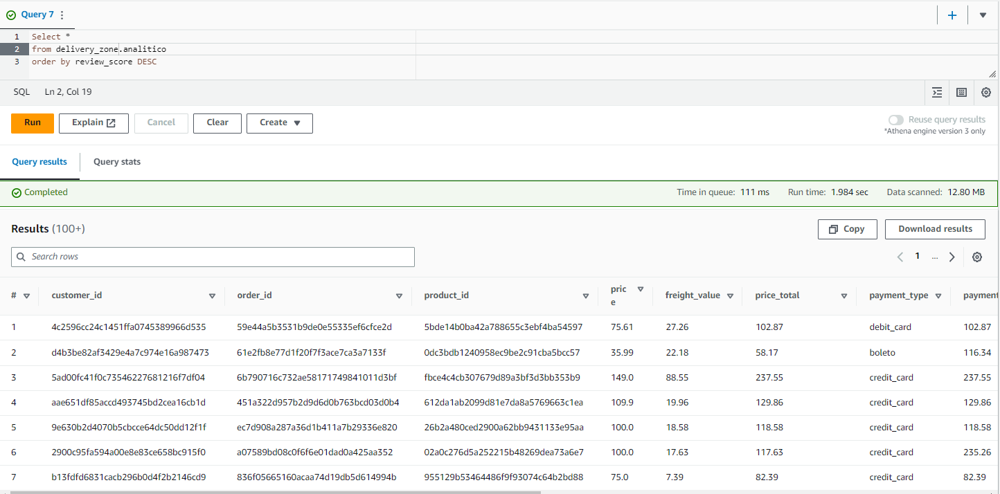 Query 7
1 Select *
2 from delivery_zone.analitico
3 order by review_score DESC
SQL Ln 2, Col 19
Run Explain Cancel Clear Create
Reuse query results
*Athena engine version 3 only
Query results Query stats
Completed Time in queue: 111 ms Run time: 1.984 sec Data scanned: 12.80 MB
Results (100+) Copy Download results
Search rows 1 ...
# customer_id order_id product_id price freight_value price_total payment_type payment
1 4c2596cc24c1451ffa0745389966d535 59e44a5b3531b9de0e55335ef6cfce2d 5bde14b0ba42a788655c3ebf4ba54597 75.61 27.26 102.87 debit_card 102.87
2 d4b3be82af3429e4a7c974e16a987473 61e2fb8e77d1f20f7f3ace7ca3a7133f 0dc3bdb1240958ec9be2c91cba5bcc57 35.99 22.18 58.17 boleto 116.34
3 5ad00fc41f0c73546227681216f7df04 6b790716c732ae58171749841011d3bf fbce4c4cb307679d89a3bf3d3bb353b9 149.0 88.55 237.55 credit_card 237.55
4 aae651df85accd493745bd2cea16cb1d 451a322d957b2d9d6d0b763bcd03d0b4 612da1ab2099d81e7da8a5769663c1ea 109.9 19.96 129.86 credit_card 129.86
5 9e630b2d4070b5cbcce64dc50dd12f1f ec7d908a287a36d1b411a7b29336e820 26b2a480ced2900a62bb9431133e95aa 100.0 18.58 118.58 credit_card 118.58
6 2900c95fa594a00e8e83ce658bc915f0 a07589bd08c0f6f6e01dad0a425aa352 02a0c276d5a252215b48269dea73a6e7 100.0 17.63 117.63 credit_card 235.26
7 b13fdfd6831cacb296b0d4f2b2146cd9 836f05665160acaa74d19db5d614994b 955129b53464486f9f93074c64b2bd88 75.0 7.39 82.39 credit_card 82.39